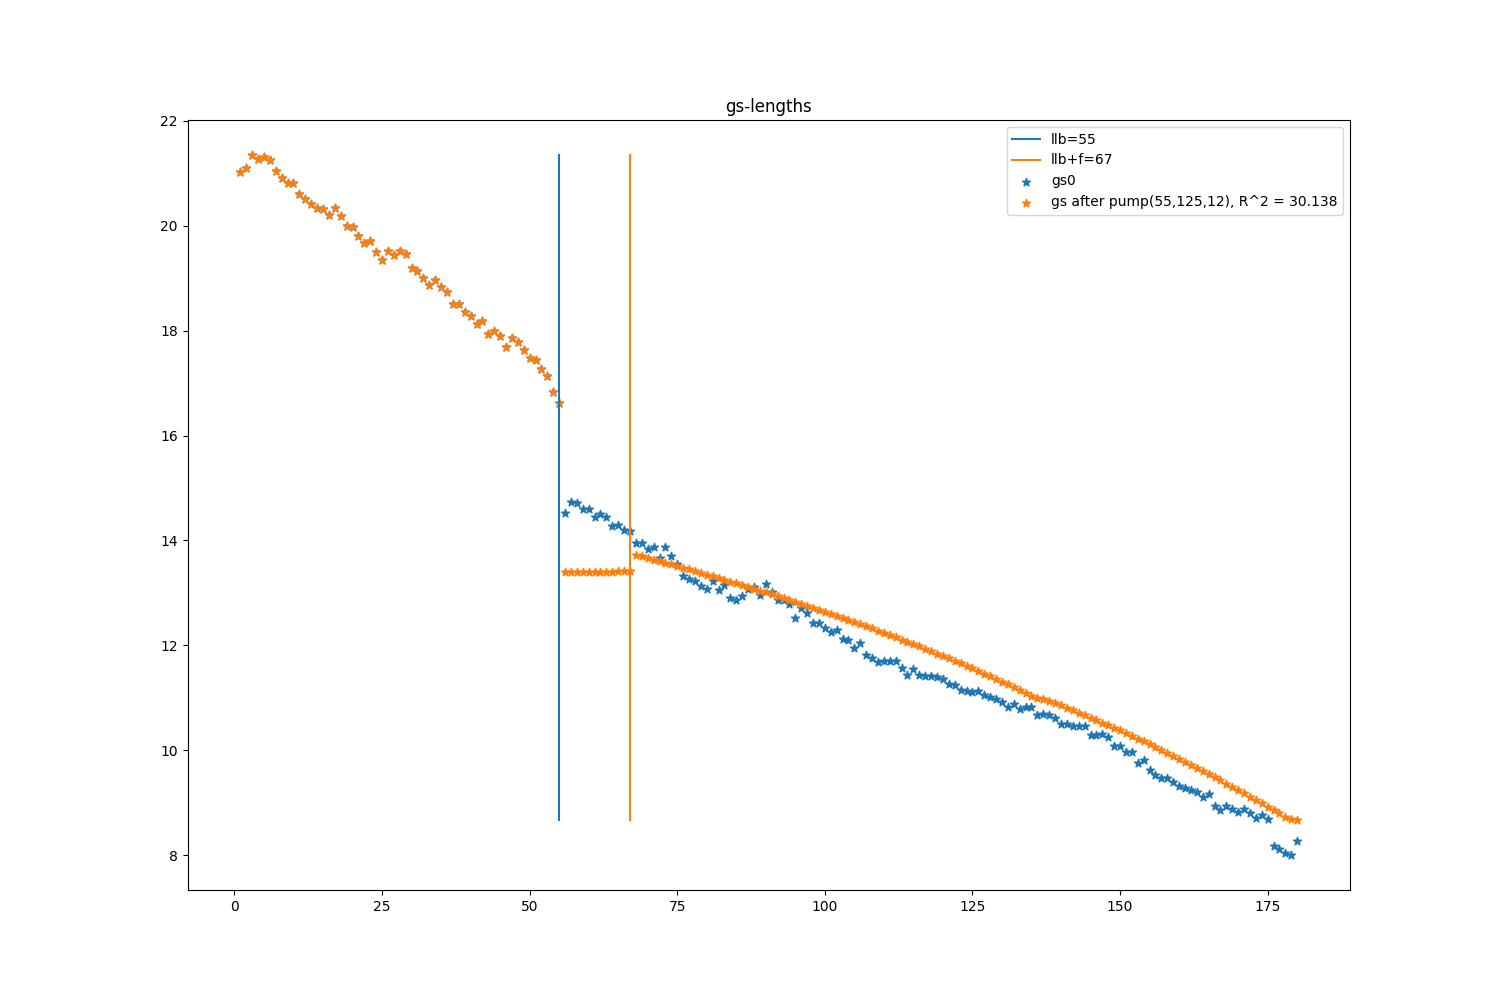 gs-lengths
llb=55
llb+f=67
gs0
gs after pump(55,125,12), R^2 = 30.138
22
20
18
16
14
12
10
8
0 25 50 75 100 125 150 175